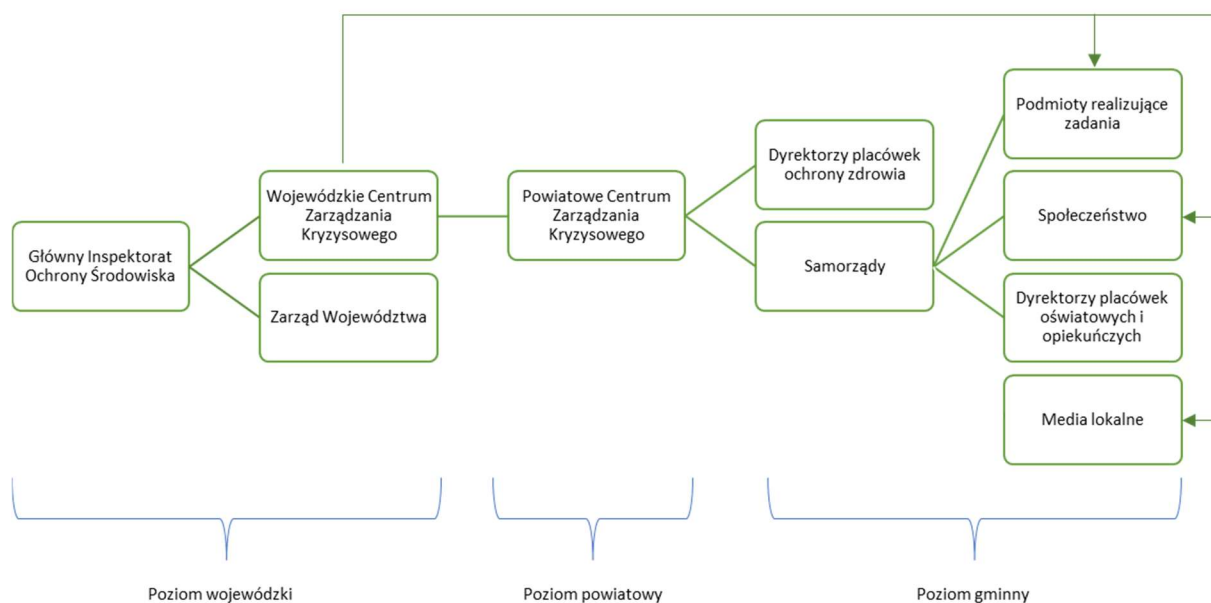 Główny Inspektorat
Ochrony Środowiska
Wojewódzkie Centrum
Zarządzania
Kryzysowego
Zarząd Województwa
Powiatowe Centrum
Zarządzania
Kryzysowego
Dyrektorzy placówek
ochrony zdrowia
Samorządy
Podmioty realizujące
zadania
Społeczeństwo
Dyrektorzy placówek
oświatowych i
opiekuńczych
Media lokalne
Poziom wojewódzki
Poziom powiatowy
Poziom gminny